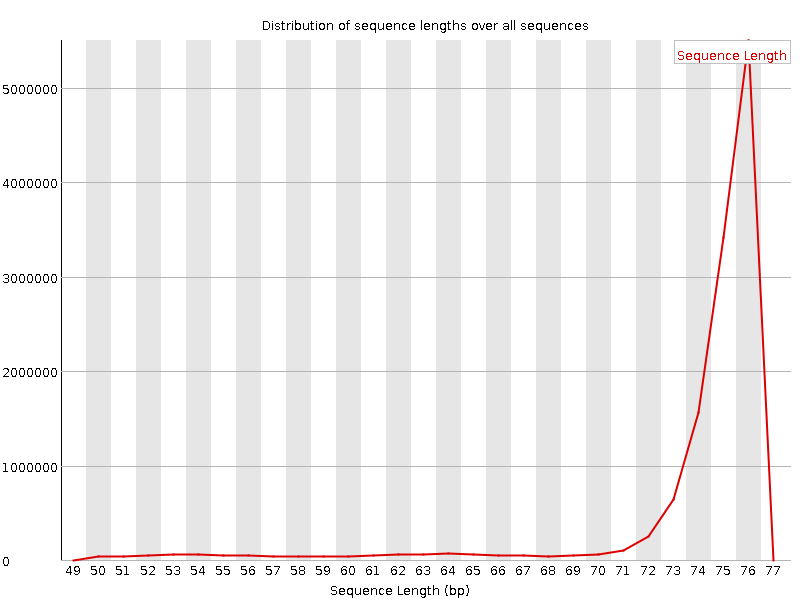 Distribution of sequence lengths over all sequences
Sequence Length
5000000
4000000
3000000
2000000
1000000
0
49 50 51 52 53 54 55 56 57 58 59 60 61 62 63 64 65 66 67 68 69 70 71 72 73 74 75 76 77
Sequence Length (bp)